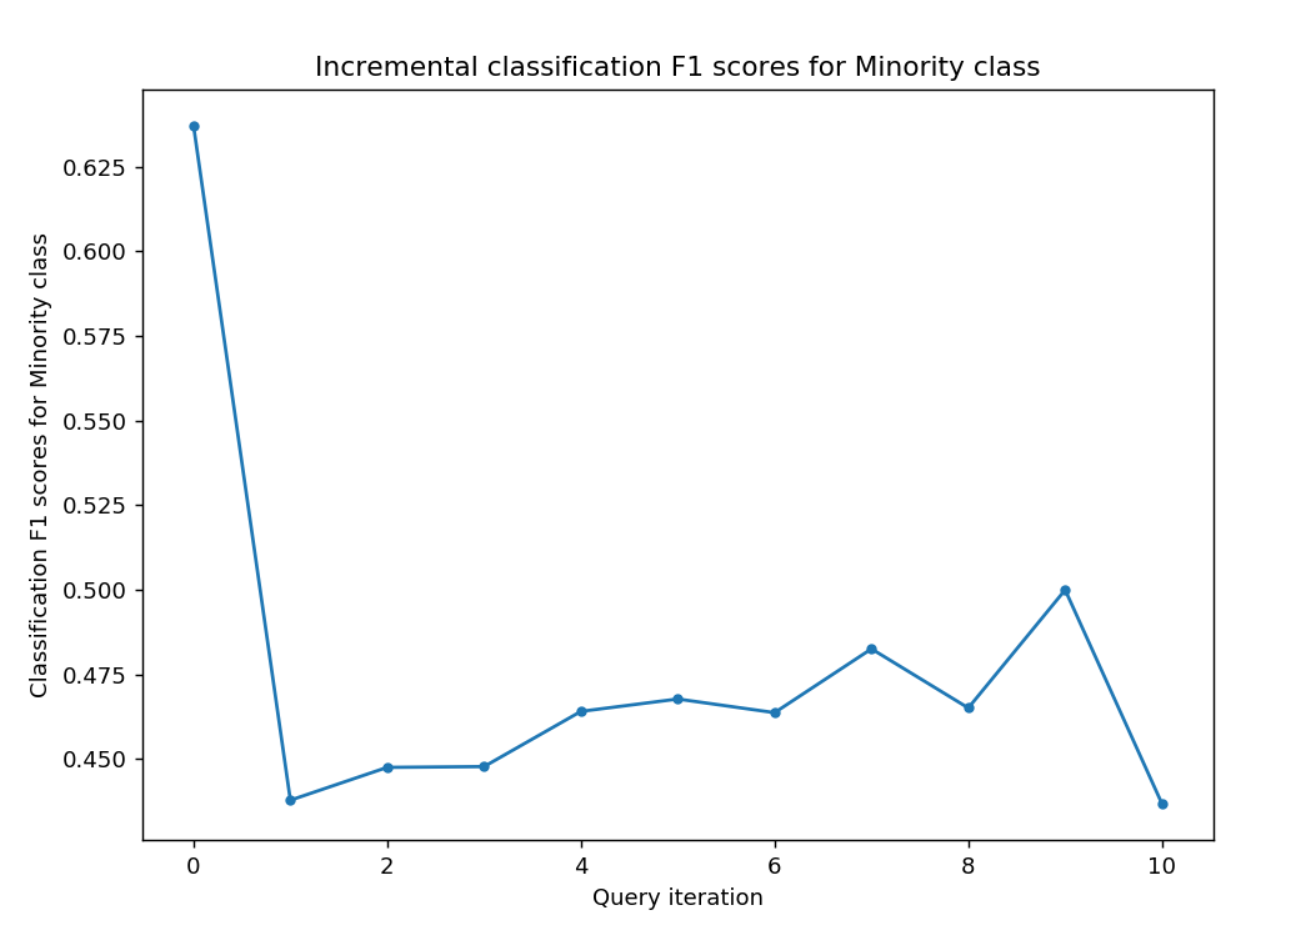 Incremental classification F1 scores for Minority class
Classification F1 scores for Minority class
0.625
0.600
0.575
0.550
0.525
0.500
0.475
0.450
0 2 4 6 8 10
Query iteration